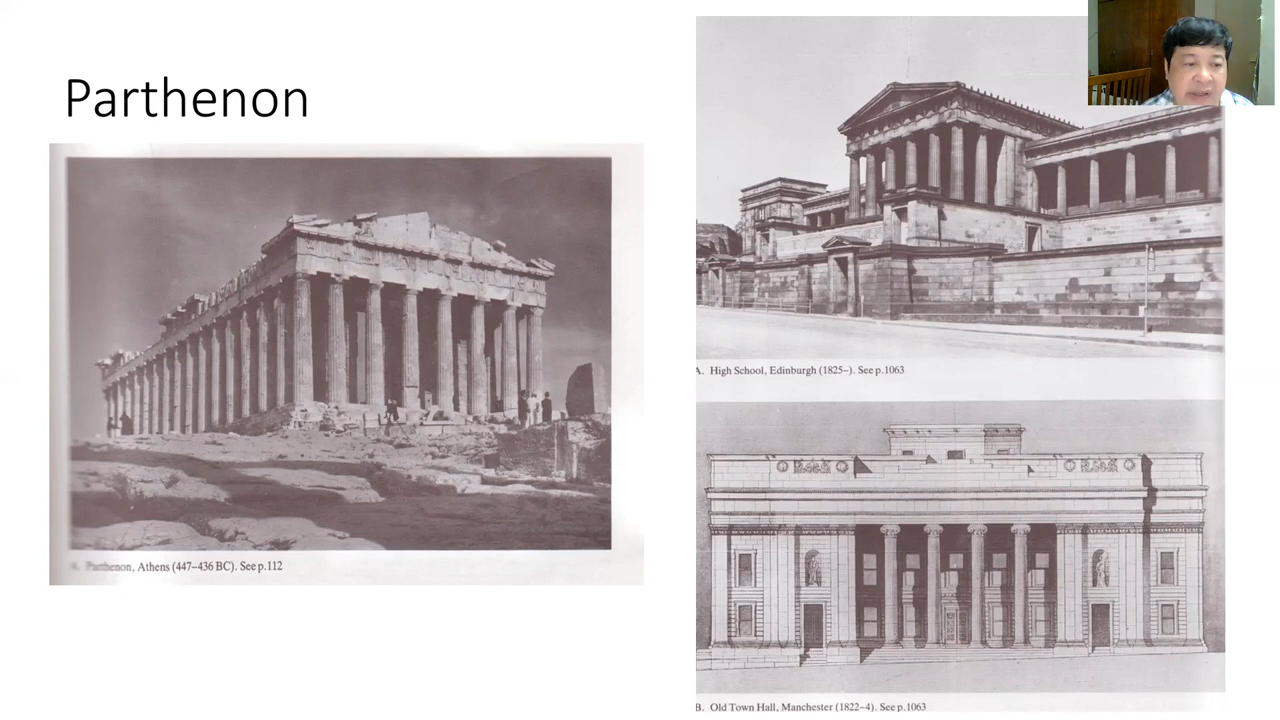 Parthenon
A. Parthenon, Athens (447–436 BC). See p.112
A. High School, Edinburgh (1825–). See p.1063
B. Old Town Hall, Manchester (1822–4). See p.1063